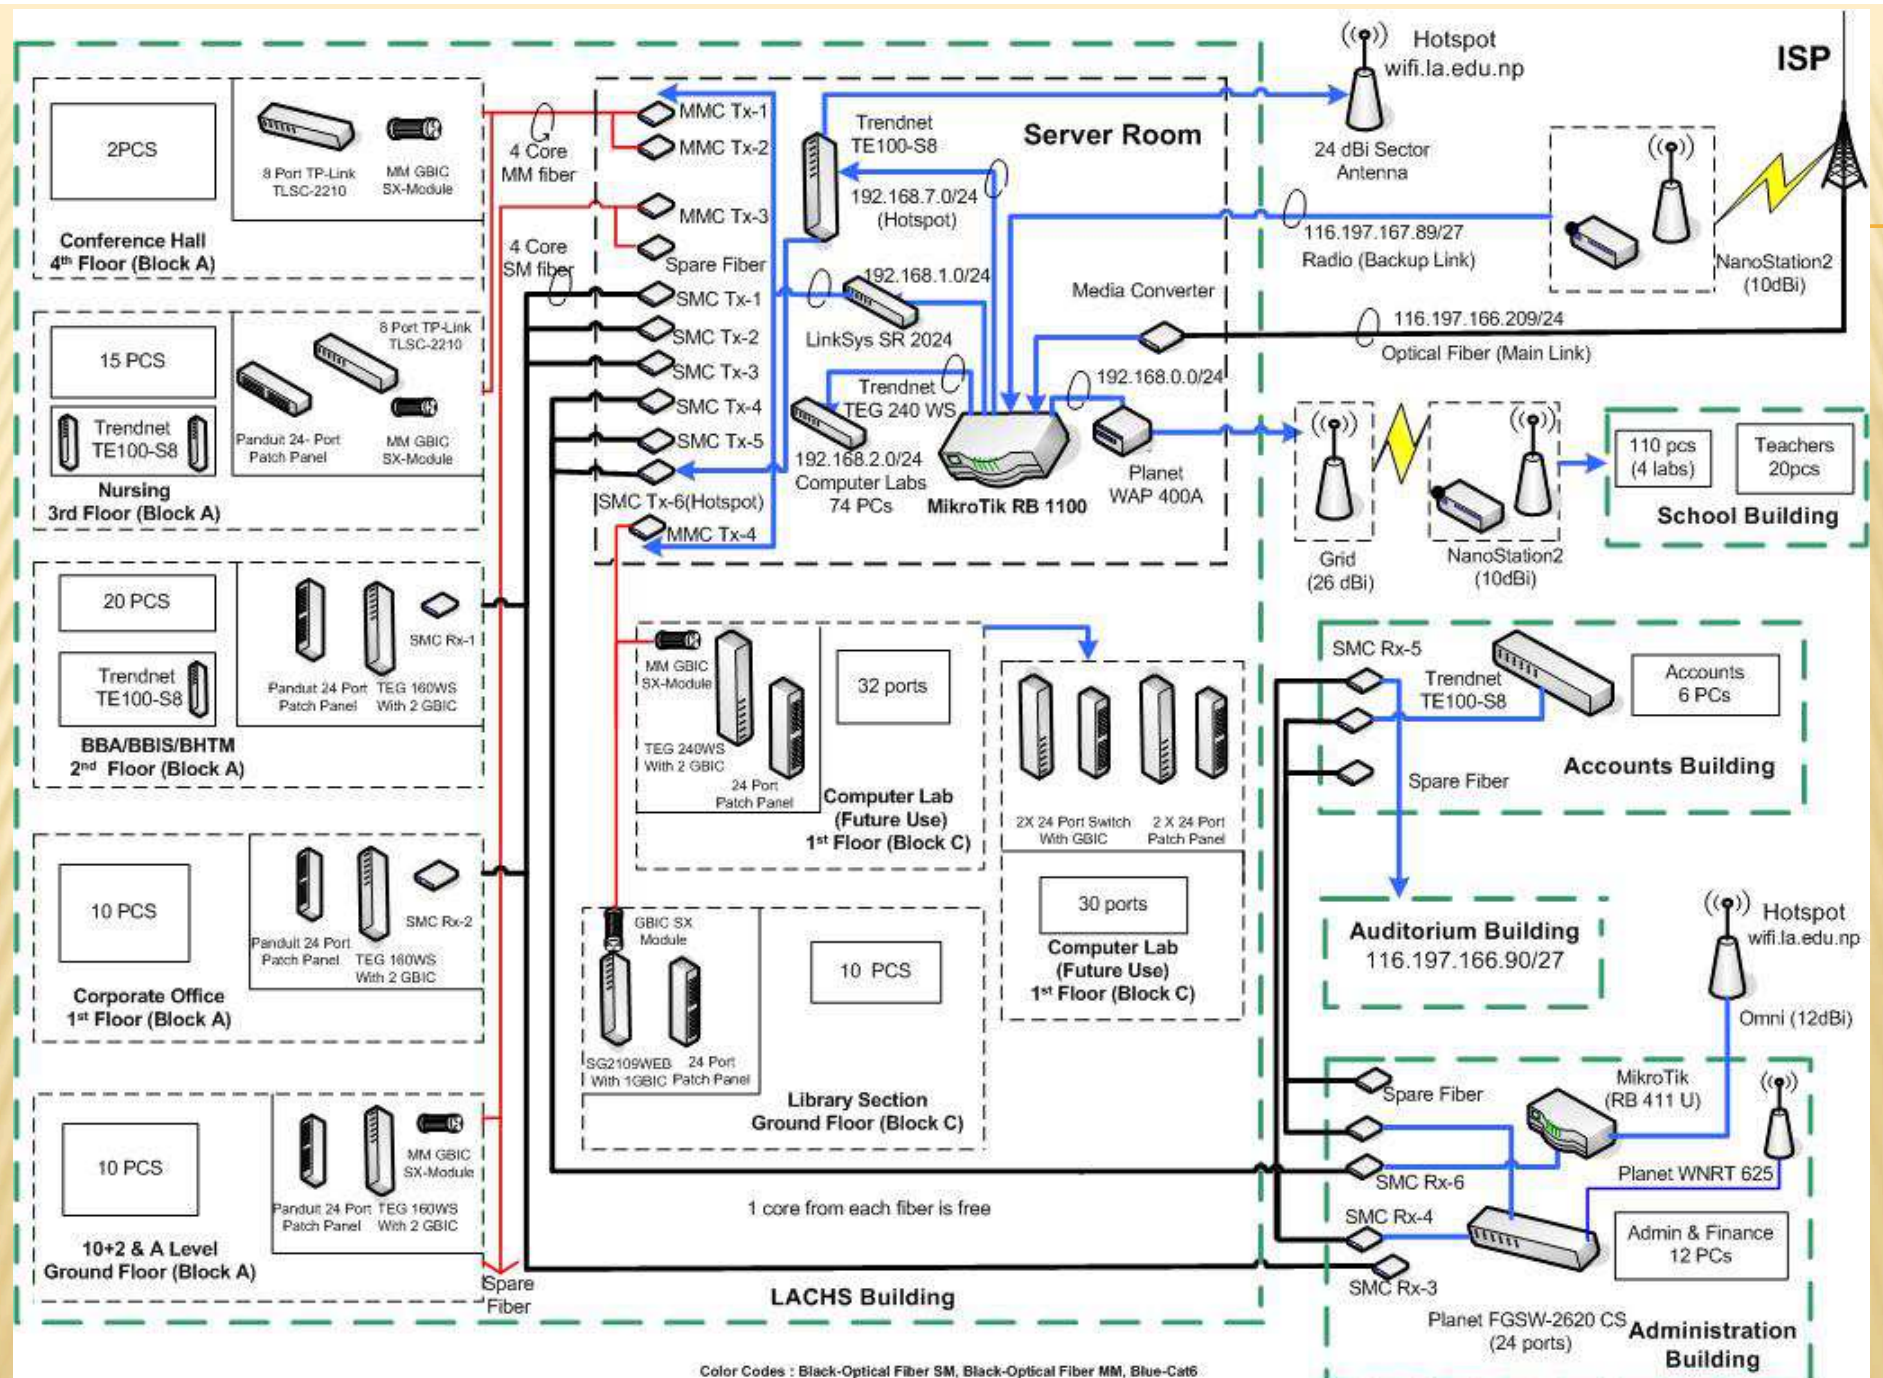 2PCS
8 Port TP-Link
TLSC-2210
MM GBIC
SX-Module
Conference Hall
4th Floor (Block A)
15 PCS
8 Port TP-Link
TLSC-2210
Trendnet
TE100-S8
Panduit 24- Port
Patch Panel
MM GBIC
SX-Module
Nursing
3rd Floor (Block A)
20 PCS
Trendnet
TE100-S8
SMC Rx-1
Panduit 24 Port
Patch Panel
TEG 160WS
With 2 GBIC
BBA/BBIS/BHTM
2nd Floor (Block A)
10 PCS
SMC Rx-2
Panduit 24 Port
Patch Panel
TEG 160WS
With 2 GBIC
Corporate Office
1st Floor (Block A)
10 PCS
MM GBIC
SX-Module
Panduit 24 Port
Patch Panel
TEG 160WS
With 2 GBIC
10+2 & A Level
Ground Floor (Block A)
Spare
Fiber
4 Core
MM fiber
4 Core
SM fiber
MMC Tx-1
MMC Tx-2
MMC Tx-3
Spare Fiber
SMC Tx-1
SMC Tx-2
SMC Tx-3
SMC Tx-4
SMC Tx-5
SMC Tx-6(Hotspot)
MMC Tx-4
Server Room
Trendnet
TE100-S8
192.168.7.0/24
(Hotspot)
192.168.1.0/24
LinkSys SR 2024
Trendnet
TEG 240 WS
192.168.2.0/24
Computer Labs
74 PCs
MikroTik RB 1100
Media Converter
192.168.0.0/24
Planet
WAP 400A
Hotspot
wifi.la.edu.np
24 dBi Sector
Antenna
ISP
116.197.167.89/27
Radio (Backup Link)
NanoStation2
(10dBi)
116.197.166.209/24
Optical Fiber (Main Link)
Grid
(26 dBi)
NanoStation2
(10dBi)
110 pcs
(4 labs)
Teachers
20pcs
School Building
MM GBIC
SX-Module
TEG 240WS
With 2 GBIC
24 Port
Patch Panel
32 ports
Computer Lab
(Future Use)
1st Floor (Block C)
2X 24 Port Switch
With GBIC
2 X 24 Port
Patch Panel
30 ports
Computer Lab
(Future Use)
1st Floor (Block C)
GBIC SX
Module
SG2109WEB
With 1GBIC
24 Port
Patch Panel
10 PCS
Library Section
Ground Floor (Block C)
1 core from each fiber is free
LACHS Building
SMC Rx-5
Trendnet
TE100-S8
Accounts
6 PCs
Spare Fiber
Accounts Building
Auditorium Building
116.197.166.90/27
Hotspot
wifi.la.edu.np
Omni (12dBi)
Spare Fiber
MikroTik
(RB 411 U)
SMC Rx-6
Planet WNRT 625
SMC Rx-4
Admin & Finance
12 PCs
SMC Rx-3
Planet FGSW-2620 CS
(24 ports)
Administration
Building
Color Codes : Black-Optical Fiber SM, Black-Optical Fiber MM, Blue-Cat6